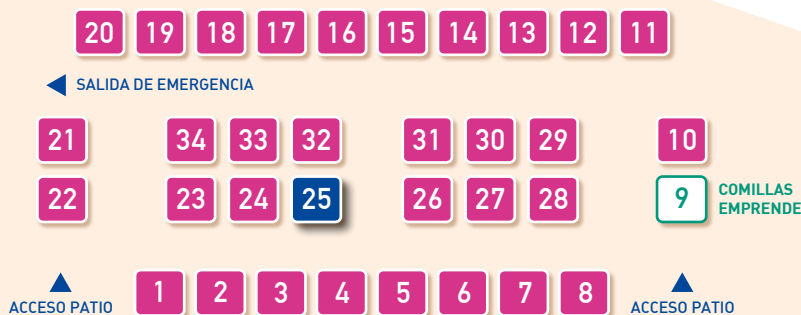 20 19 18 17 16 15 14 13 12 11
SALIDA DE EMERGENCIA
21 34 33 32 31 30 29 10
22 23 24 25 26 27 28 9
COMILLAS
EMPRENDE
1 2 3 4 5 6 7 8
ACCESO PATIO
ACCESO PATIO